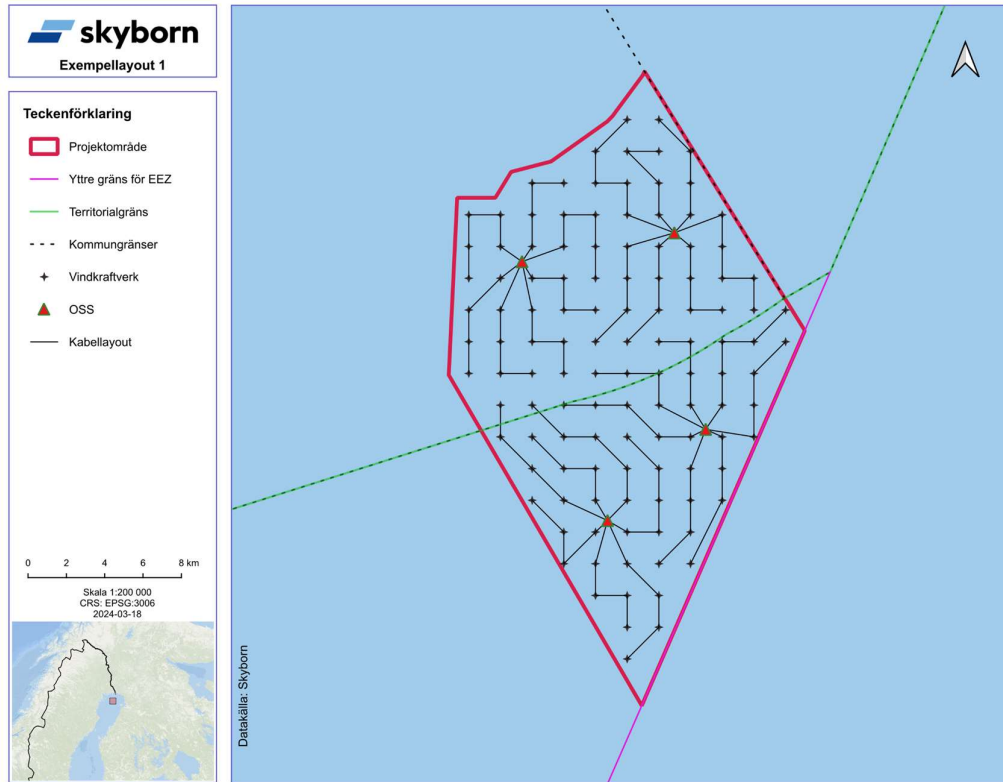 skyborn
Exempellayout 1
Teckenförklaring
Projektområde
Yttre gräns för EEZ
Territorialgräns
Kommungränser
Vindkraftverk
OSS
Kabellayout
0 2 4 6 8 km
Skala 1:200 000
CRS: EPSG:3006
2024-03-18
Datakälla: Skyborn